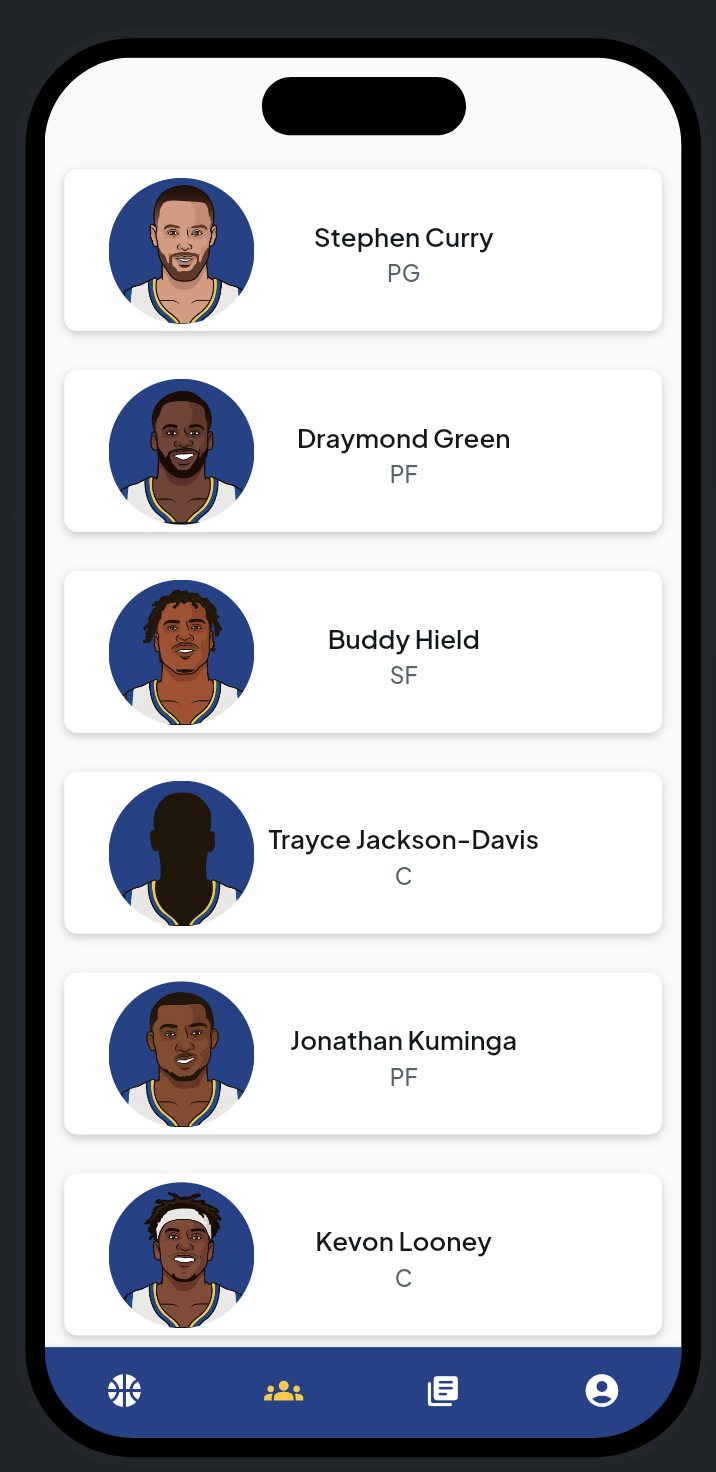 Stephen Curry
PG
Draymond Green
PF
Buddy Hield
SF
Trayce Jackson-Davis
C
Jonathan Kuminga
PF
Kevon Looney
C